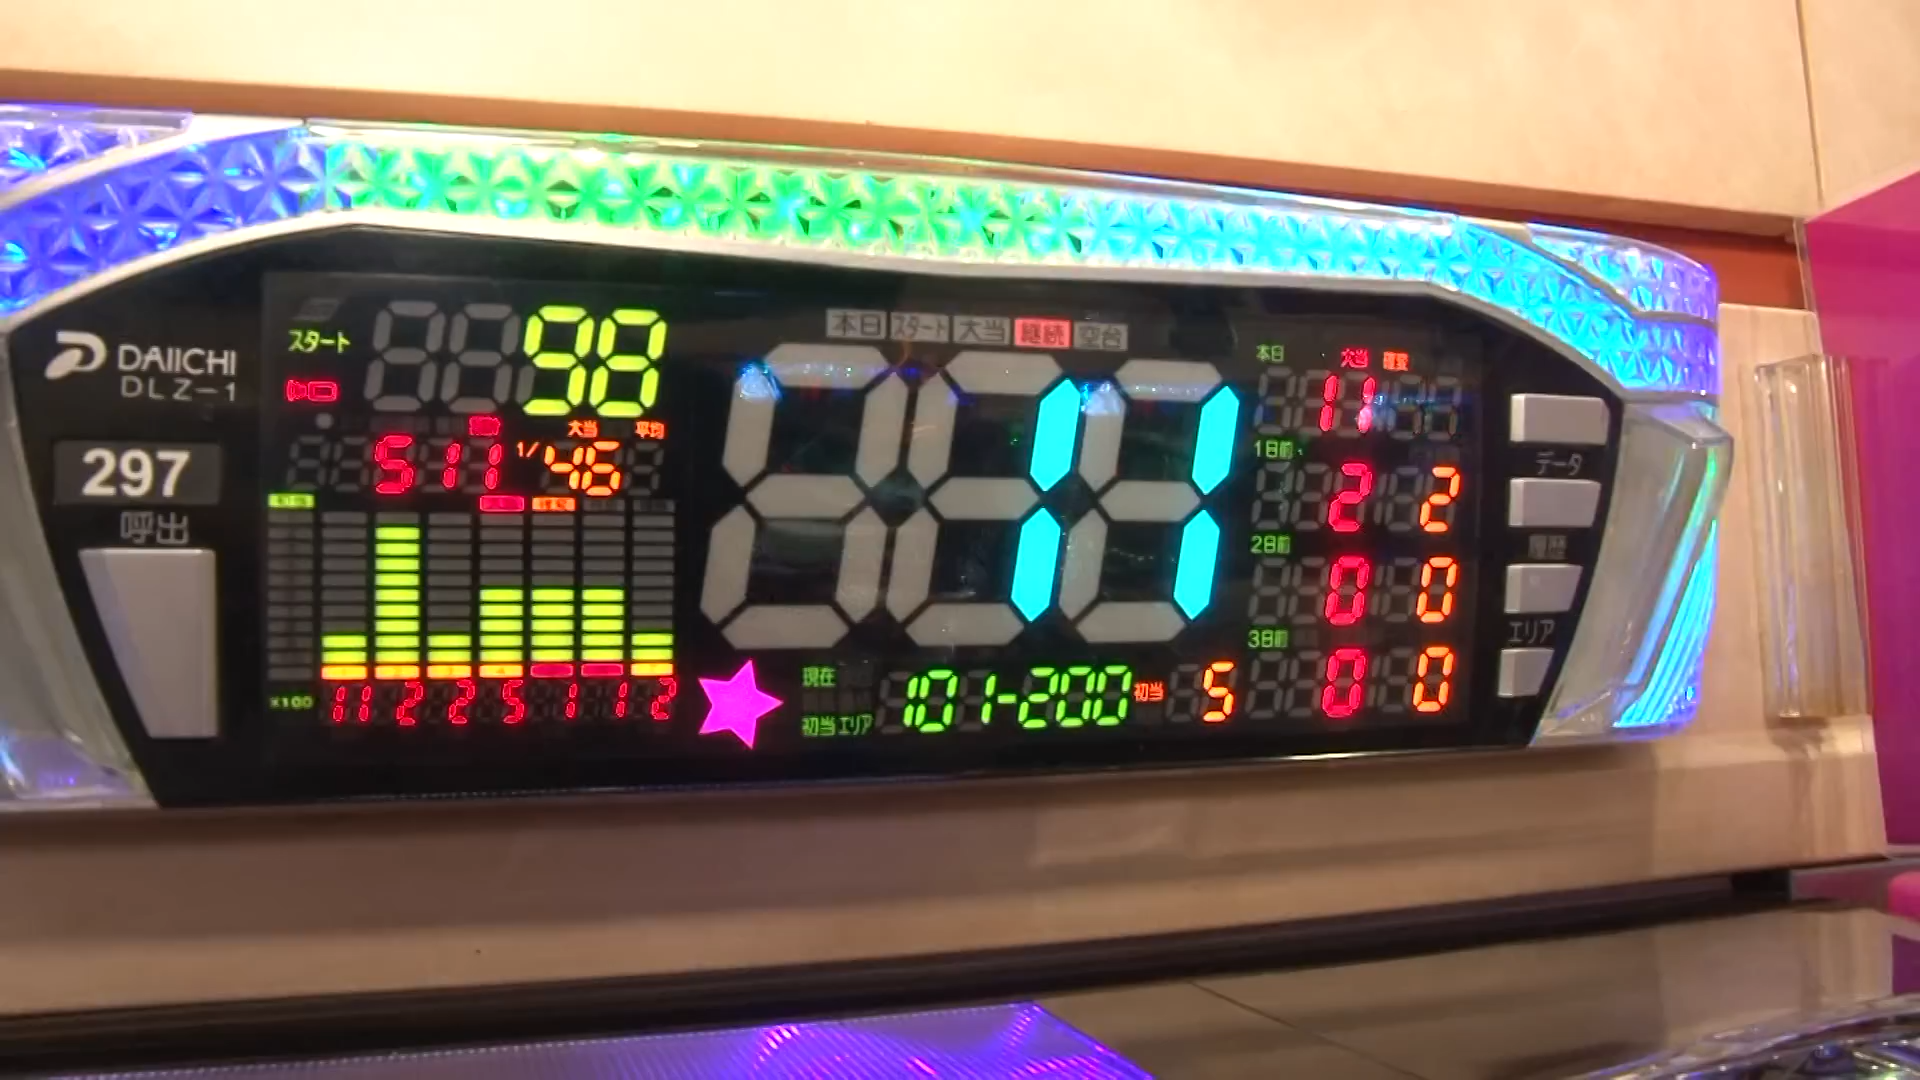 DAIICHI
DLZ-1
297
呼出
スタート 98
大当 平均
517 1/46
×100
11 2 2 5 1 1 2
本日 スタート 大当 継続 空台
11
現在
初当エリア 101-200 初当 5
本日 大当 確変
11
1日前
2 2
2日前
0 0
3日前
0 0
データ
履歴
エリア